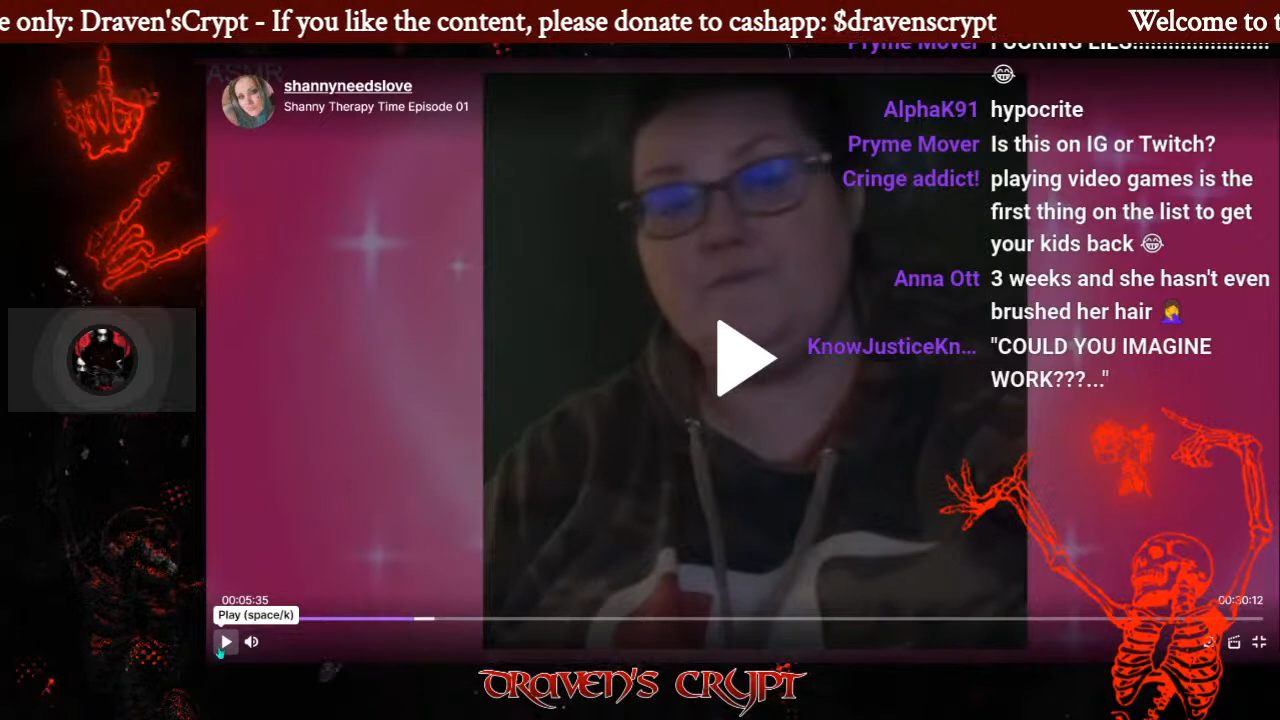 e only: Draven'sCrypt - If you like the content, please donate to cashapp: $dravenscrypt Welcome to t
ASMR
shannyneedslove
Shanny Therapy Time Episode 01
Pryme Mover FUCKING LIES!!!!!!!!!!!!!!!!!!!!!!!
😂
AlphaK91 hypocrite
Pryme Mover Is this on IG or Twitch?
Cringe addict! playing video games is the
first thing on the list to get
your kids back 😂
Anna Ott 3 weeks and she hasn't even
brushed her hair 🤦‍♀️
KnowJusticeKn... "COULD YOU IMAGINE
WORK???..."
00:05:35
00:30:12
Play (space/k)
DRAVEN'S CRYPT